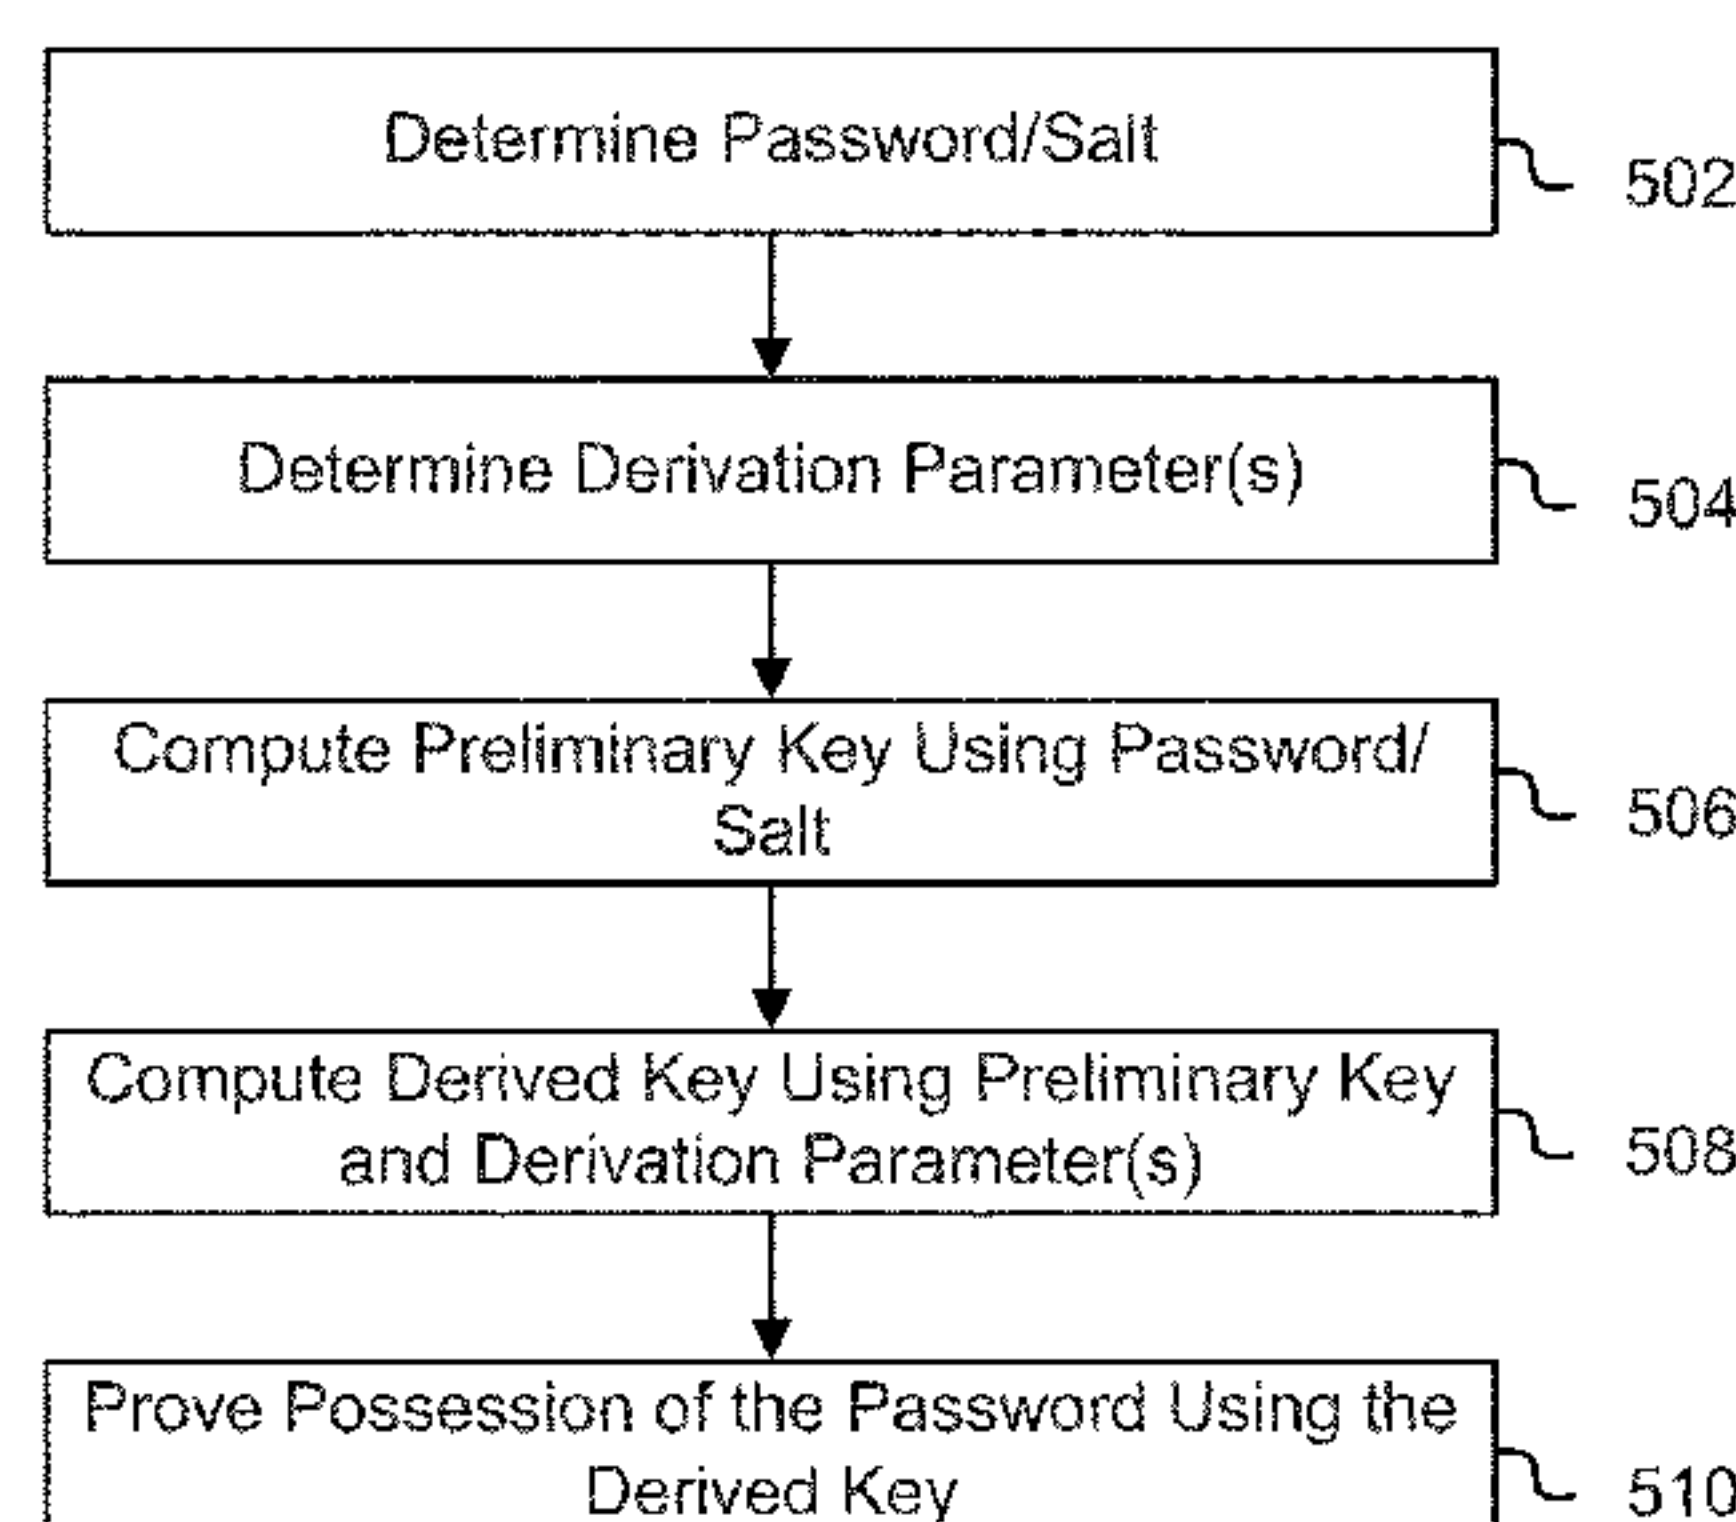 Determine Password/Salt
502
Determine Derivation Parameter(s)
504
Compute Preliminary Key Using Password/
Salt
506
Compute Derived Key Using Preliminary Key
and Derivation Parameter(s)
508
Prove Possession of the Password Using the
Derived Key
510